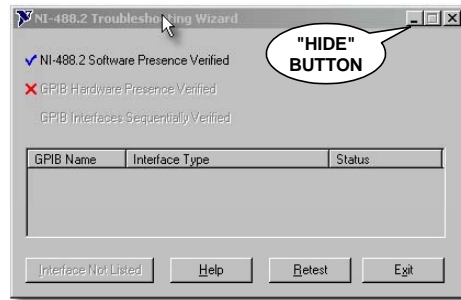 NI-488.2 Troubleshooting Wizard
"HIDE"
BUTTON
NI-488.2 Software Presence Verified
GPIB Hardware Presence Verified
GPIB Interfaces Sequentially Verified
GPIB Name Interface Type Status
Interface Not Listed Help Retest Exit